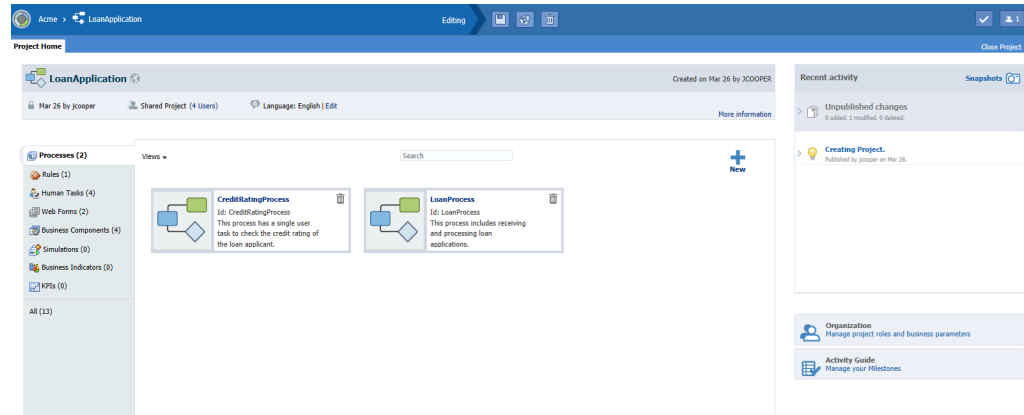 Acme > LoanApplication
Editing
1
Project Home
Close Project
LoanApplication
Created on Mar 26 by JCOOPER
Mar 26 by jcooper
Shared Project (4 Users)
Language: English | Edit
More information
Processes (2)
Rules (1)
Human Tasks (4)
Web Forms (2)
Business Components (4)
Simulations (0)
Business Indicators (0)
KPIs (0)
All (13)
Views
Search
New
CreditRatingProcess
Id: CreditRatingProcess
This process has a single user
task to check the credit rating of
the loan applicant.
LoanProcess
Id: LoanProcess
This process includes receiving
and processing loan
applications.
Recent activity
Snapshots
Unpublished changes
0 added, 1 modified, 0 deleted.
Creating Project.
Published by jcooper on Mar 26.
Organization
Manage project roles and business parameters
Activity Guide
Manage your Milestones